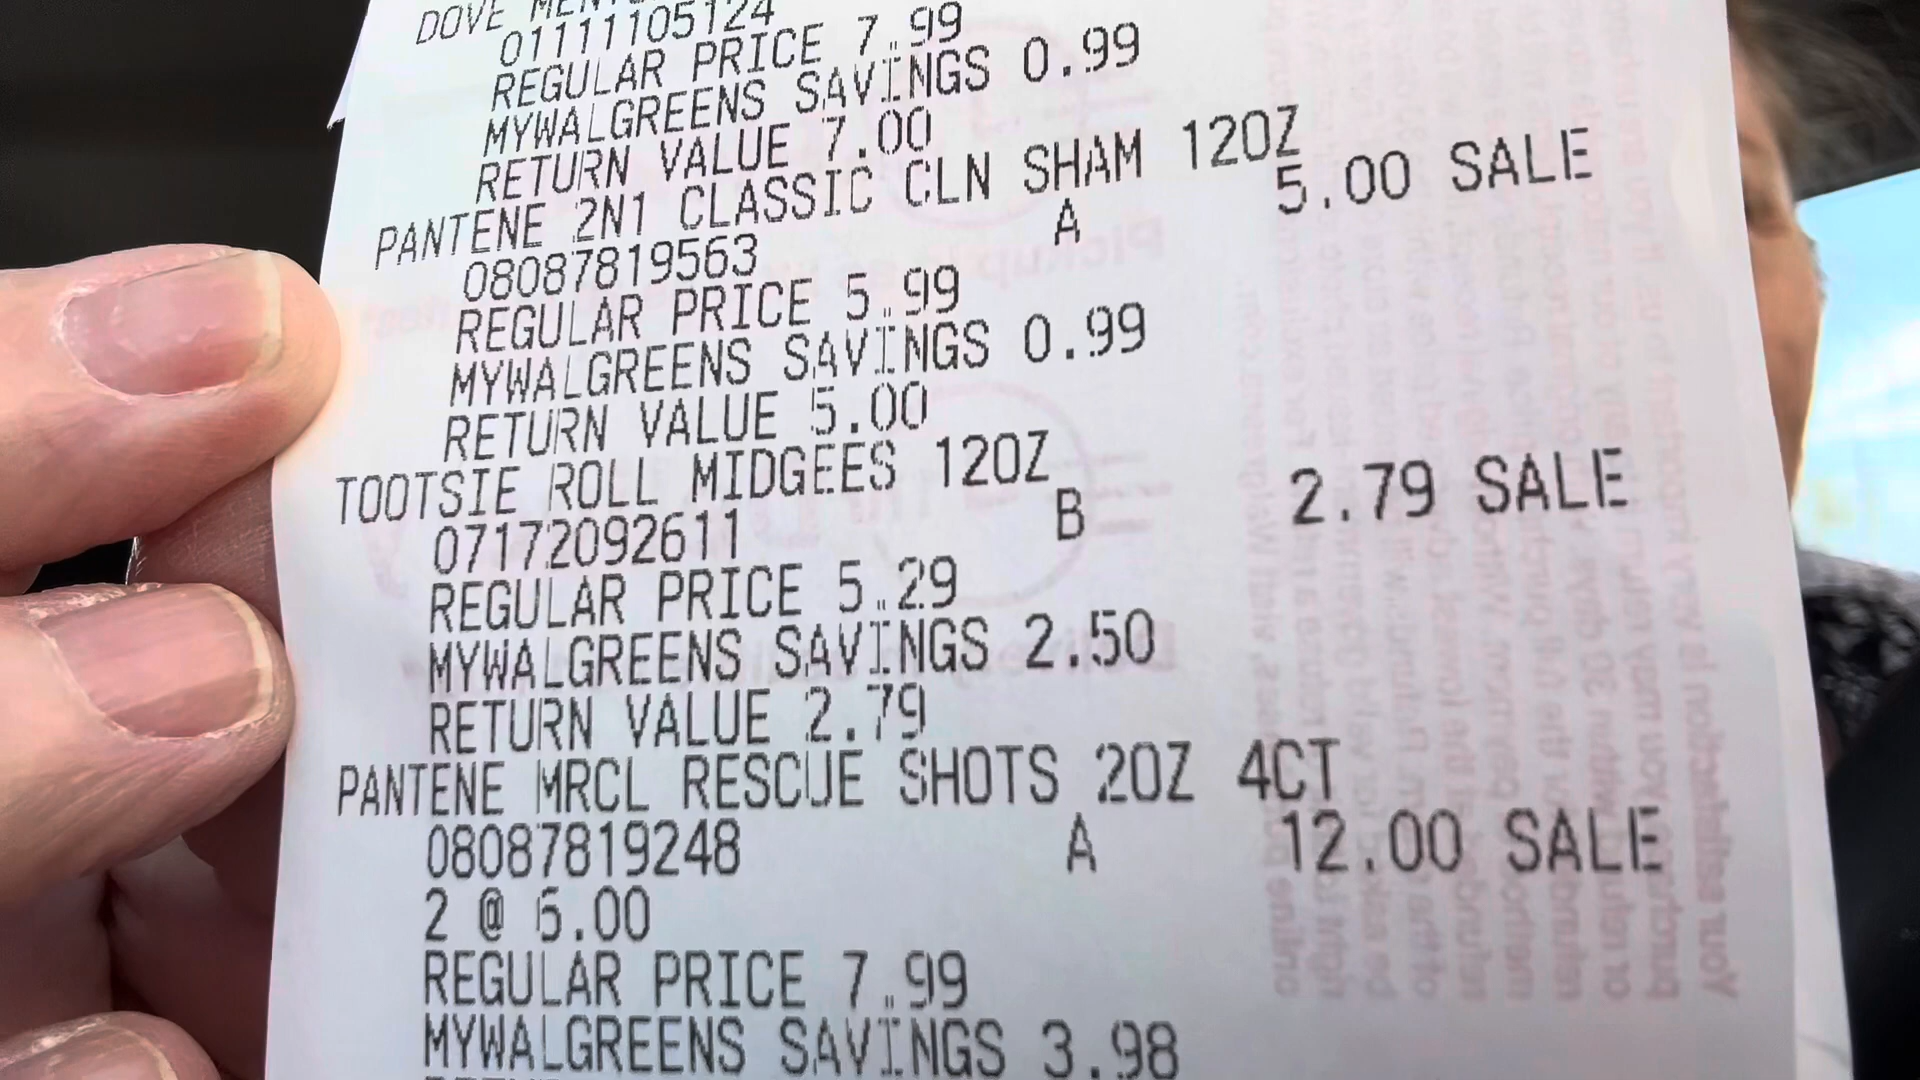 DOVE MEN
01111105124
REGULAR PRICE 7.99
MYWALGREENS SAVINGS 0.99
RETURN VALUE 7.00
PANTENE 2N1 CLASSIC CLN SHAM 12OZ
08087819563 A 5.00 SALE
REGULAR PRICE 5.99
MYWALGREENS SAVINGS 0.99
RETURN VALUE 5.00
TOOTSIE ROLL MIDGEES 12OZ
07172092611 B 2.79 SALE
REGULAR PRICE 5.29
MYWALGREENS SAVINGS 2.50
RETURN VALUE 2.79
PANTENE MRCL RESCUE SHOTS 2OZ 4CT
08087819248 A 12.00 SALE
2 @ 6.00
REGULAR PRICE 7.99
MYWALGREENS SAVINGS 3.98